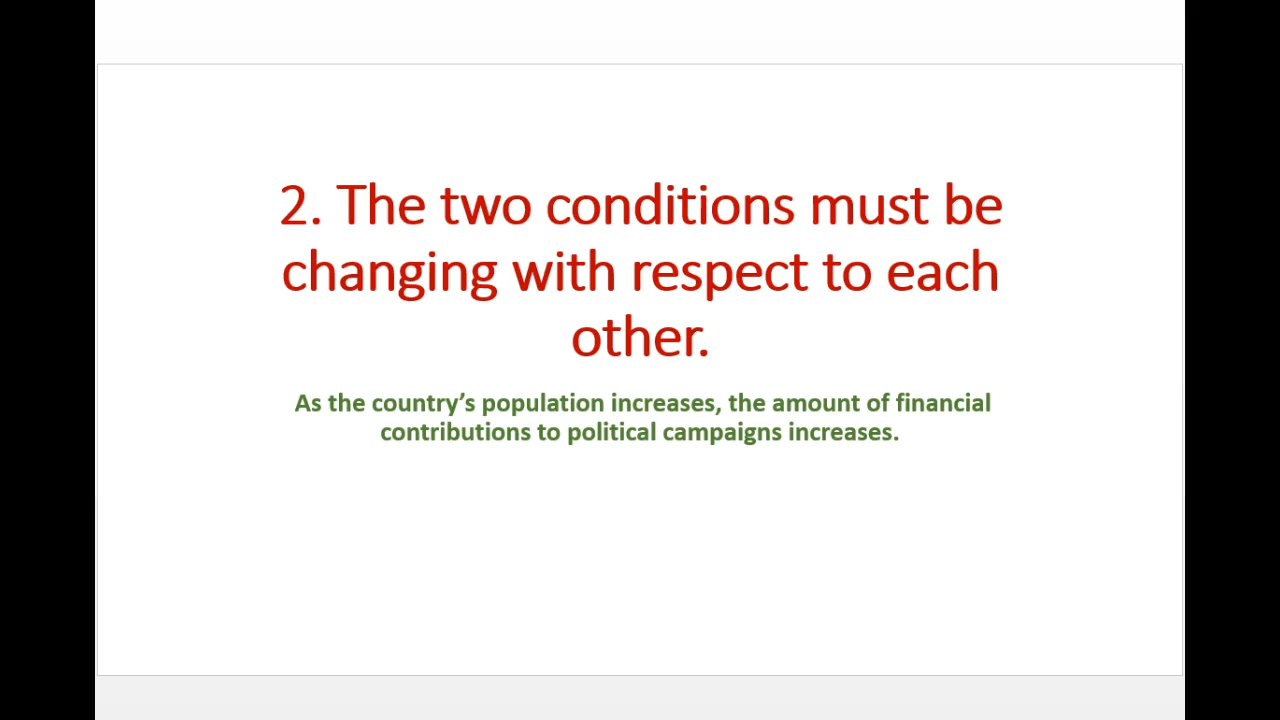 2. The two conditions must be
changing with respect to each
other.
As the country’s population increases, the amount of financial
contributions to political campaigns increases.